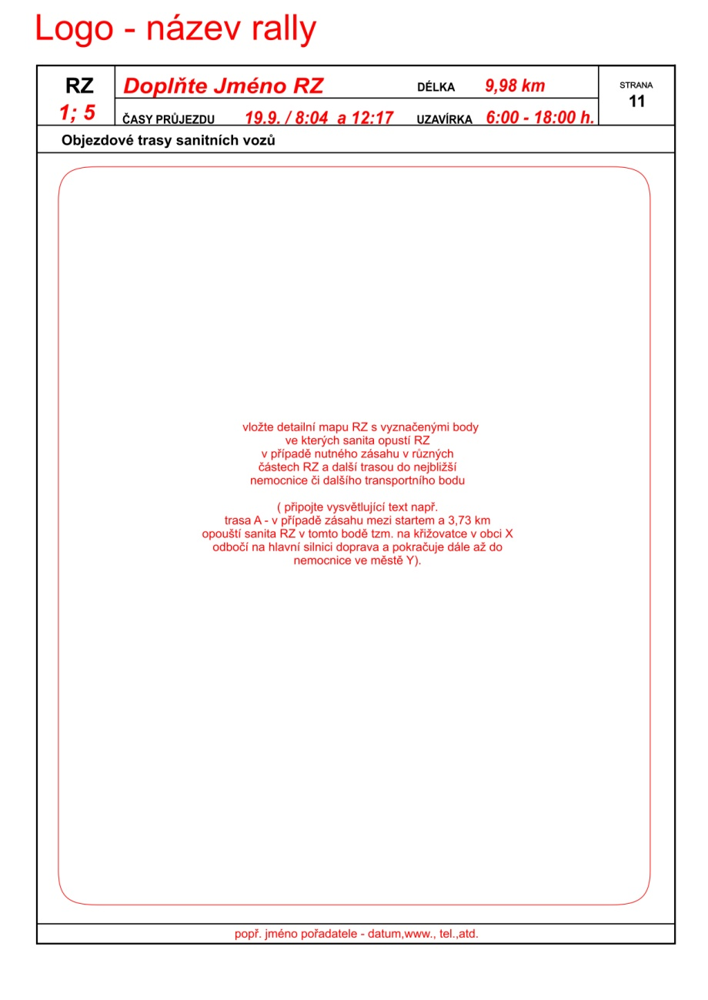 Logo - název rally
RZ
1; 5
Doplňte Jméno RZ
DÉLKA
9,98 km
STRANA
11
ČASY PRŮJEZDU
19.9. / 8:04 a 12:17
UZAVÍRKA
6:00 - 18:00 h.
Objezdové trasy sanitních vozů
vložte detailní mapu RZ s vyznačenými body
ve kterých sanita opustí RZ
v případě nutného zásahu v různých
částech RZ a další trasou do nejbližší
nemocnice či dalšího transportního bodu
( připojte vysvětlující text např.
trasa A - v případě zásahu mezi startem a 3,73 km
opouští sanita RZ v tomto bodě tzm. na křižovatce v obci X
odbočí na hlavní silnici doprava a pokračuje dále až do
nemocnice ve městě Y).
popř. jméno pořadatele - datum,www., tel.,atd.